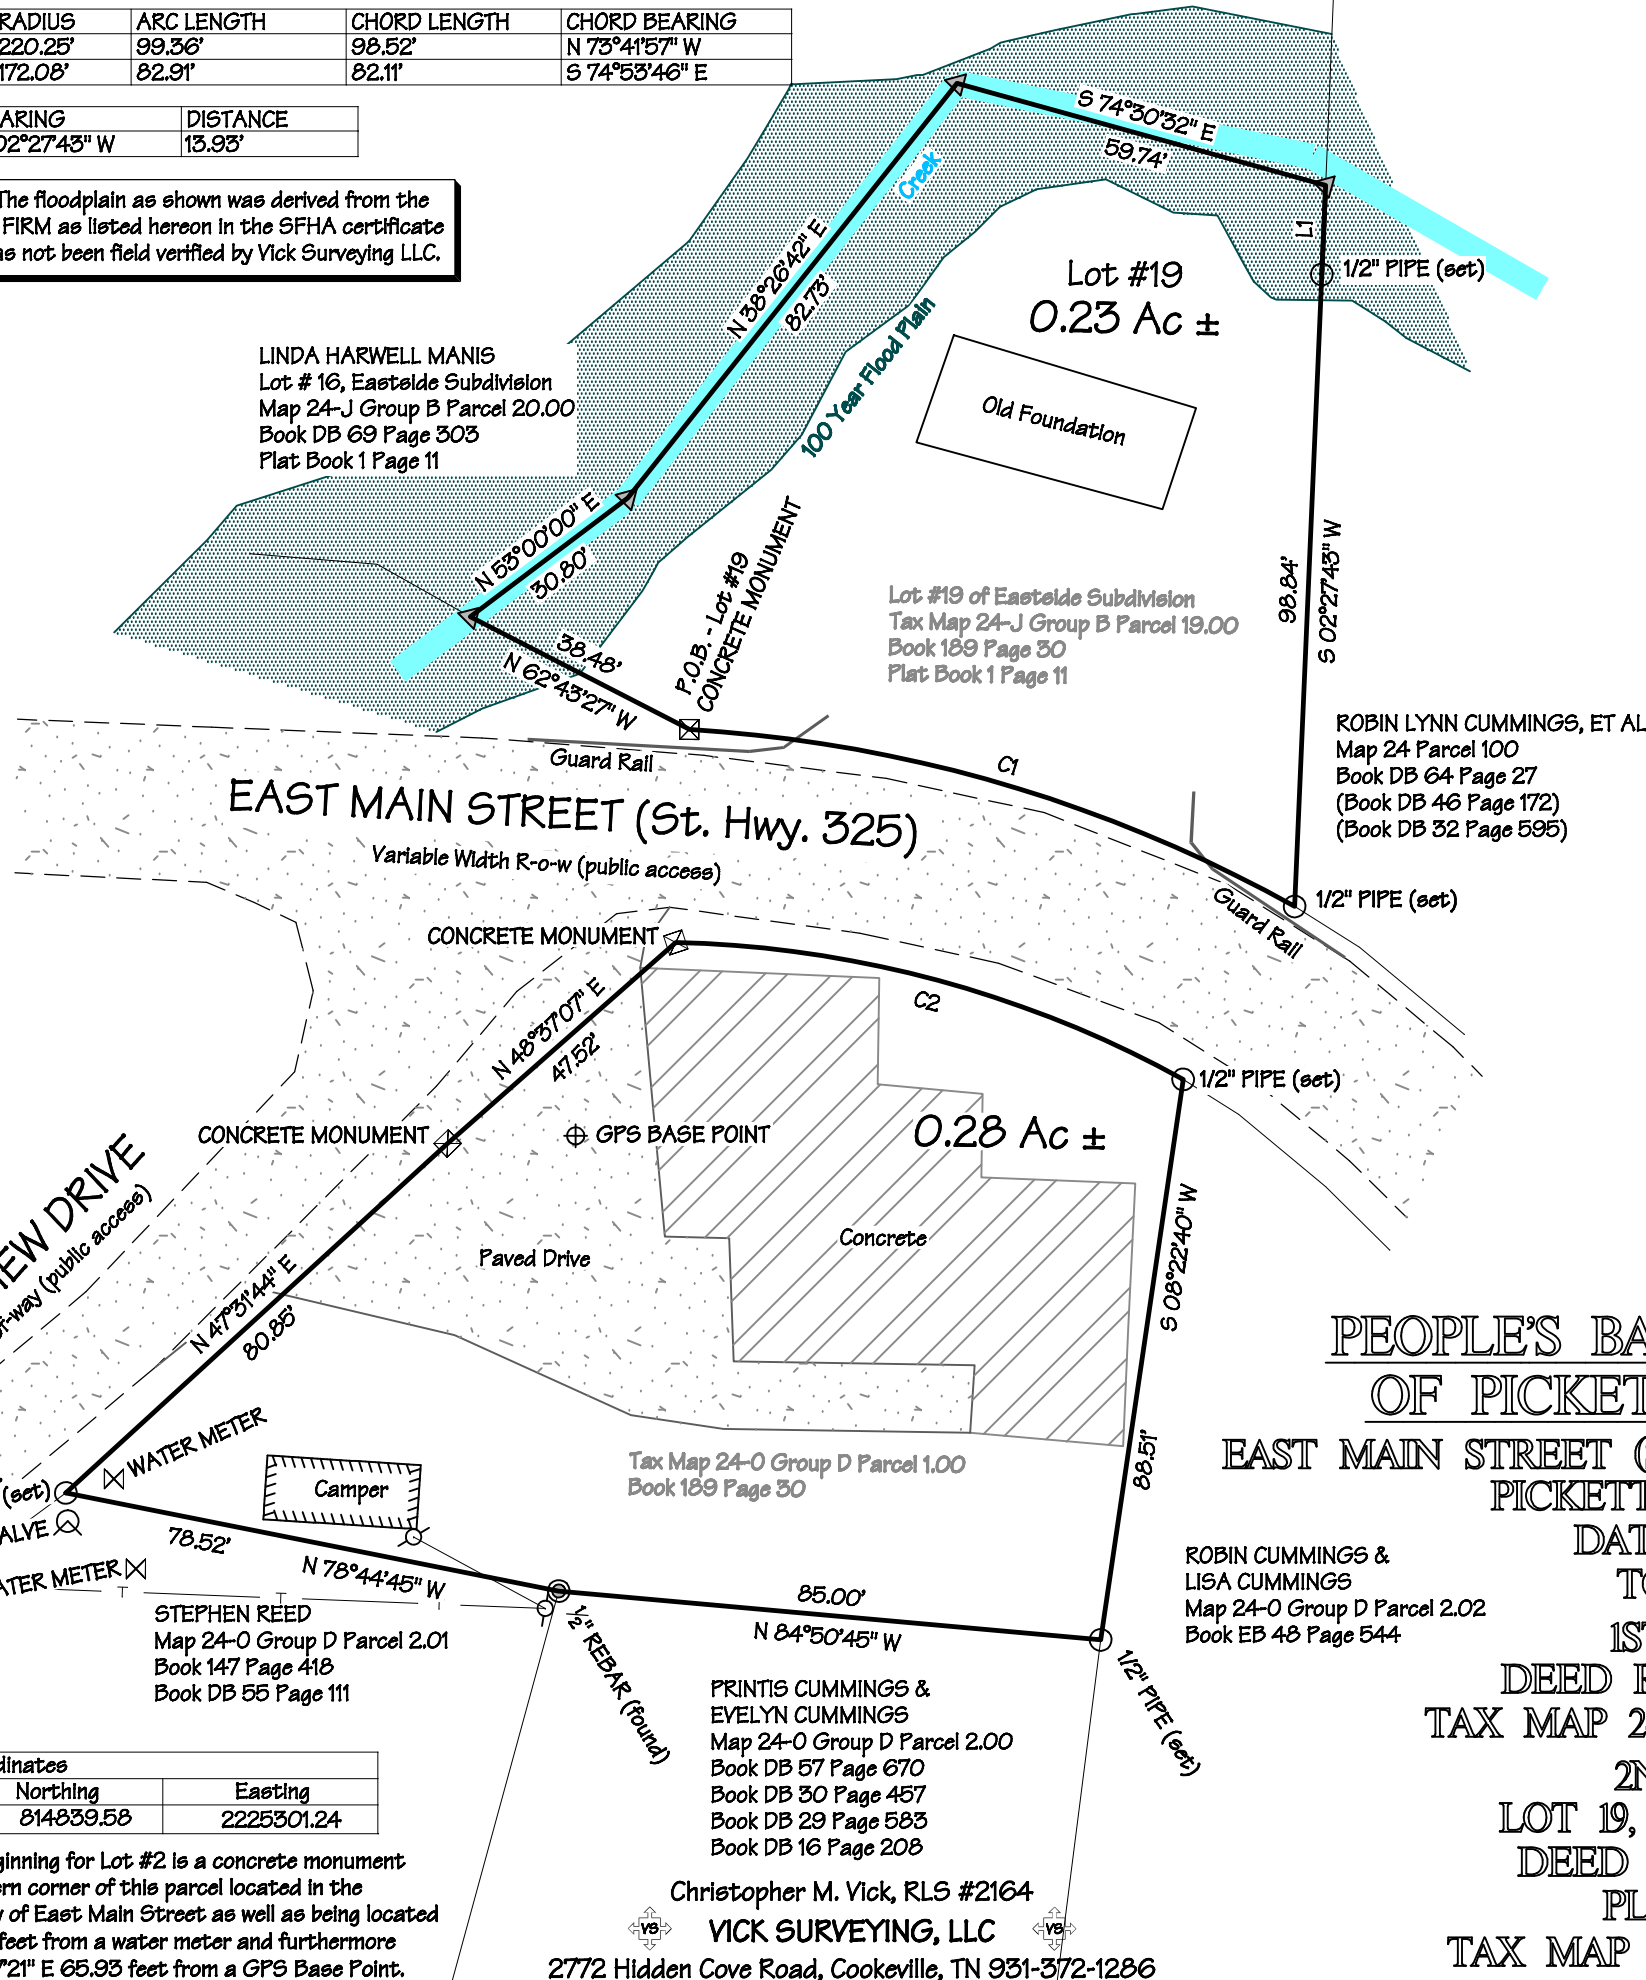 RADIUS ARC LENGTH CHORD LENGTH CHORD BEARING
220.25' 99.36' 98.52' N 73°41'57" W
172.08' 82.91' 82.11' S 74°53'46" E
ARING DISTANCE
02°27'43" W 13.93'
The floodplain as shown was derived from the
FIRM as listed hereon in the SFHA certificate
as not been field verified by Vick Surveying LLC.
S 74°30'32" E
59.74'
Creek
L1
1/2" PIPE (set)
N 38°26'42" E
82.73'
Lot #19
0.23 Ac ±
100 Year Flood Plain
Old Foundation
LINDA HARWELL MANIS
Lot # 16, Eastside Subdivision
Map 24-J Group B Parcel 20.00
Book DB 69 Page 303
Plat Book 1 Page 11
N 53°00'00" E
30.80'
P.O.B. - Lot #19
CONCRETE MONUMENT
98.84'
S 02°27'43" W
Lot #19 of Eastside Subdivision
Tax Map 24-J Group B Parcel 19.00
Book 189 Page 30
Plat Book 1 Page 11
38.48'
N 62°43'27" W
Guard Rail
C1
ROBIN LYNN CUMMINGS, ET AL
Map 24 Parcel 100
Book DB 64 Page 27
(Book DB 46 Page 172)
(Book DB 32 Page 595)
EAST MAIN STREET (St. Hwy. 325)
Variable Width R-o-w (public access)
1/2" PIPE (set)
Guard Rail
CONCRETE MONUMENT
C2
N 48°37'07" E
47.52'
1/2" PIPE (set)
CONCRETE MONUMENT
GPS BASE POINT
0.28 Ac ±
EW DRIVE
f-way (public access)
Paved Drive
Concrete
S 08°22'40" W
88.51'
N 47°31'44" E
80.85'
PEOPLE'S BA
OF PICKET
EAST MAIN STREET (
PICKETT
DAT
1ST
DEED
TAX MAP 2
LOT 19,
DEED
TAX MAP
WATER METER
(set)
ALVE
ATER METER
Camper
Tax Map 24-O Group D Parcel 1.00
Book 189 Page 30
78.52'
N 78°44'45" W
85.00'
N 84°50'45" W
½" REBAR (found)
1/2" PIPE (set)
ROBIN CUMMINGS &
LISA CUMMINGS
Map 24-O Group D Parcel 2.02
Book EB 48 Page 544
STEPHEN REED
Map 24-O Group D Parcel 2.01
Book 147 Page 418
Book DB 55 Page 111
PRINTIS CUMMINGS &
EVELYN CUMMINGS
Map 24-O Group D Parcel 2.00
Book DB 57 Page 670
Book DB 30 Page 457
Book DB 29 Page 583
Book DB 16 Page 208
dinates
Northing Easting
814839.58 2225301.24
ginning for Lot #2 is a concrete monument
ern corner of this parcel located in the
y of East Main Street as well as being located
feet from a water meter and furthermore
7'21" E 65.93 feet from a GPS Base Point.
Christopher M. Vick, RLS #2164
VS VICK SURVEYING, LLC VS
2772 Hidden Cove Road, Cookeville, TN 931-372-1286